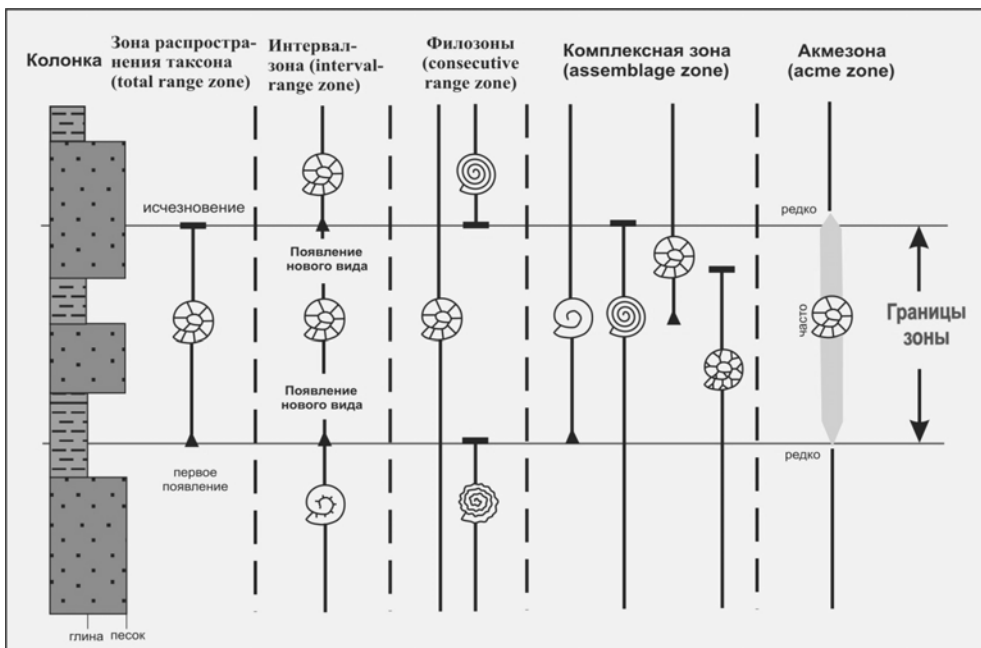 Колонка
Зона распростра-
нения таксона
(total range zone)
Интервал-
зона (interval-
range zone)
Филозоны
(consecutive
range zone)
Комплексная зона
(assemblage zone)
Акмезона
(acme zone)
исчезновение
Появление
нового вида
Появление
нового вида
первое
появление
редко
часто
редко
Границы
зоны
глина песок